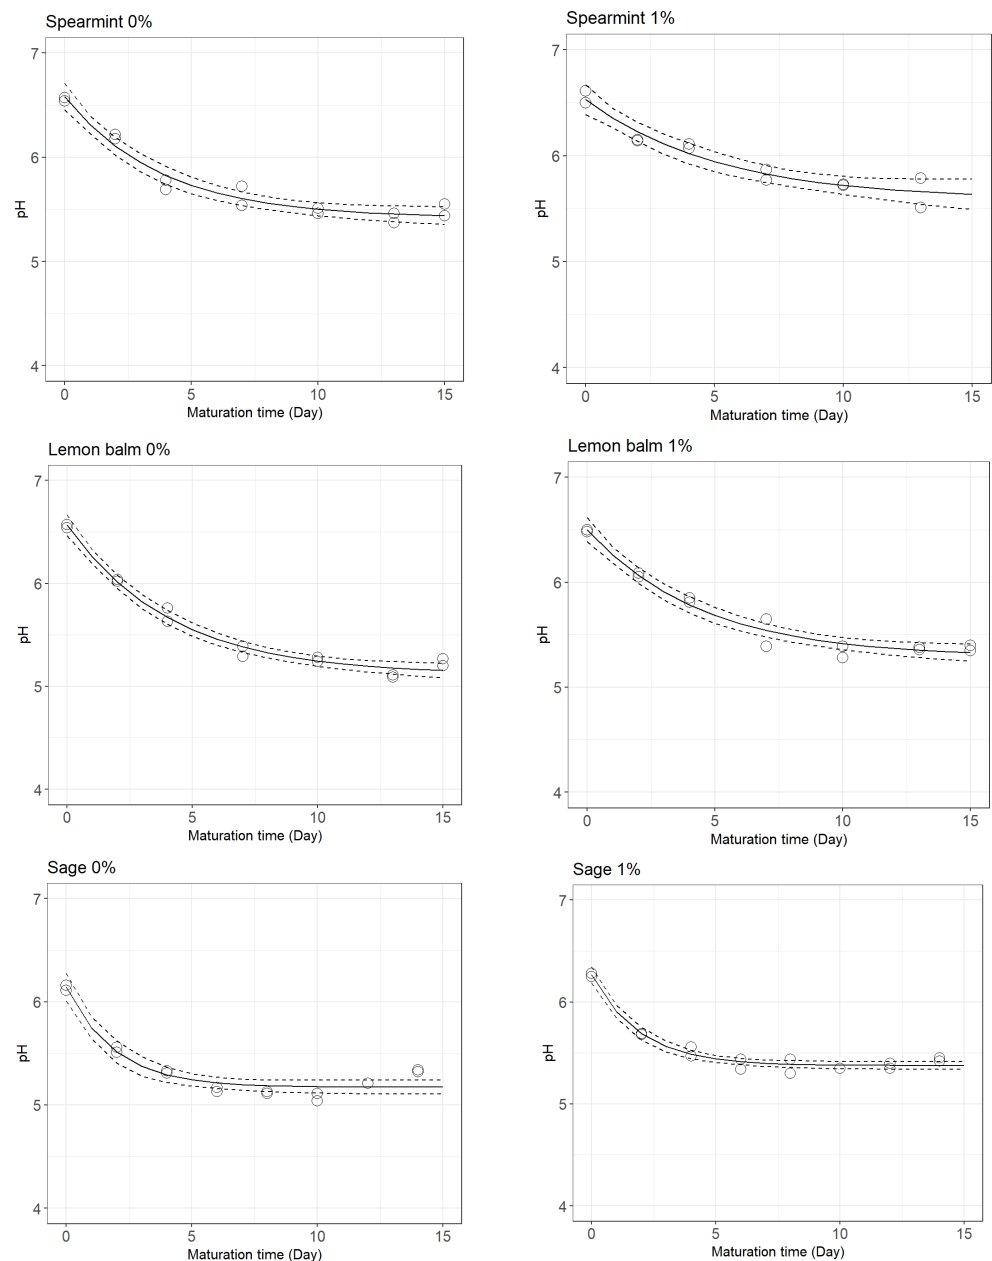 Spearmint 0%
7
6
5
4
pH
0 5 10 15
Maturation time (Day)
Spearmint 1%
7
6
5
4
pH
0 5 10 15
Maturation time (Day)
Lemon balm 0%
7
6
5
4
pH
0 5 10 15
Maturation time (Day)
Lemon balm 1%
7
6
5
4
pH
0 5 10 15
Maturation time (Day)
Sage 0%
7
6
5
4
pH
0 5 10 15
Maturation time (Day)
Sage 1%
7
6
5
4
pH
0 5 10 15
Maturation time (Day)